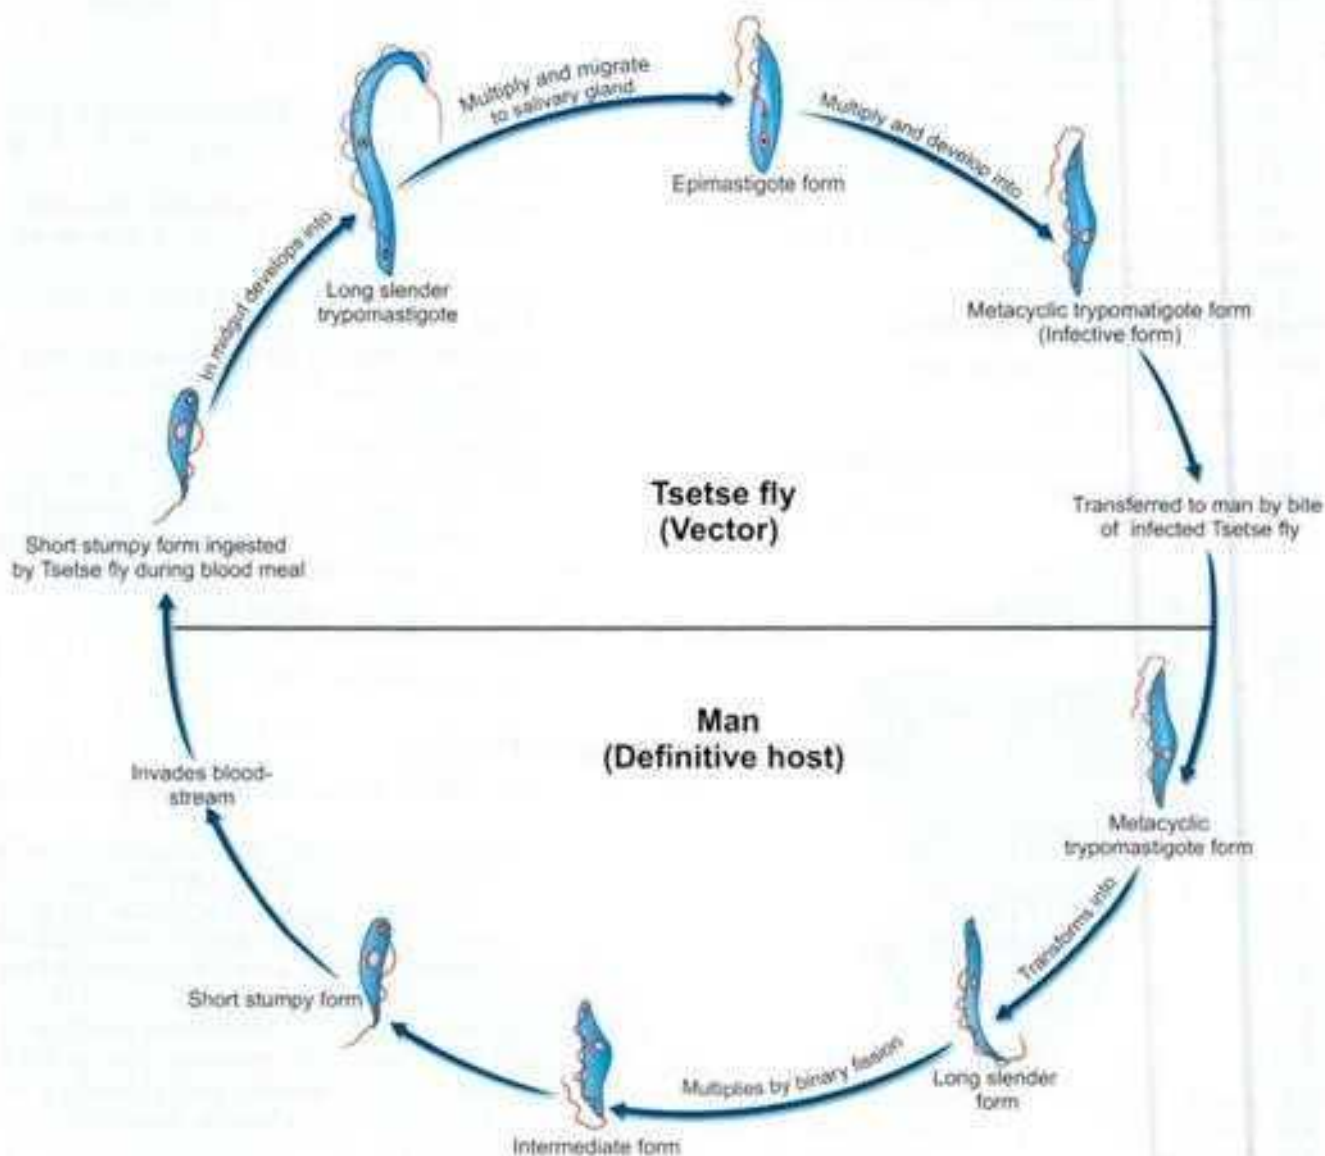 Multiply and migrate
to salivary gland
Multiply and develop into
Epimastigote form
In midgut develops into
Long slender
trypomastigote
Metacyclic trypomatigote form
(Infective form)
Tsetse fly
(Vector)
Transferred to man by bite
of infected Tsetse fly
Short stumpy form ingested
by Tsetse fly during blood meal
Man
(Definitive host)
Invades blood-
stream
Metacyclic
trypomastigote form
Transforms into
Short stumpy form
Multiplies by binary fission
Long slender
form
Intermediate form